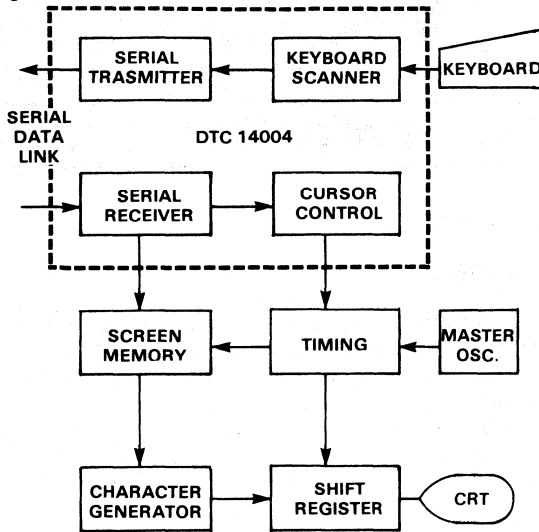 SERIAL
TRASMITTER
KEYBOARD
SCANNER
KEYBOARD
SERIAL
DATA
LINK
DTC 14004
SERIAL
RECEIVER
CURSOR
CONTROL
SCREEN
MEMORY
TIMING
MASTER
OSC.
CHARACTER
GENERATOR
SHIFT
REGISTER
CRT